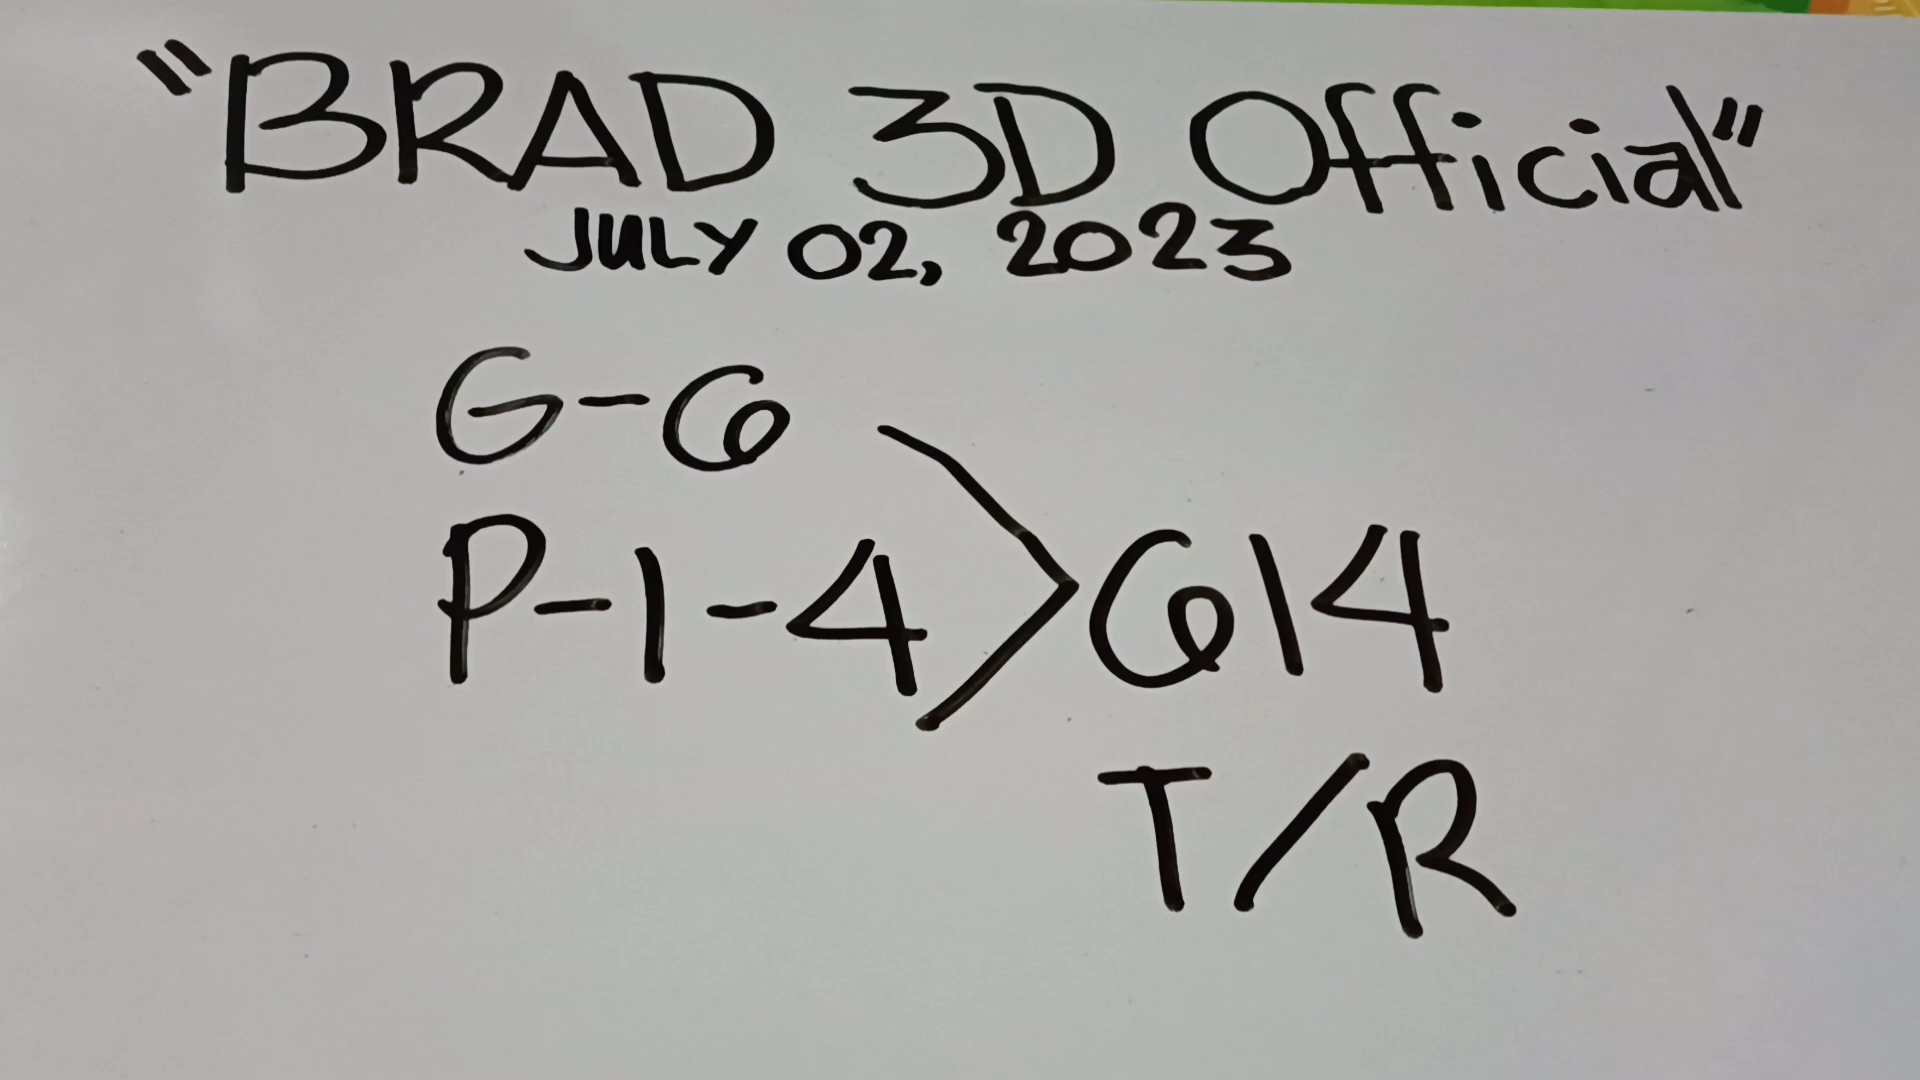 "BRAD 3D Official"
JULY 02, 2023
G-6
P-1-4 > 614
T/R